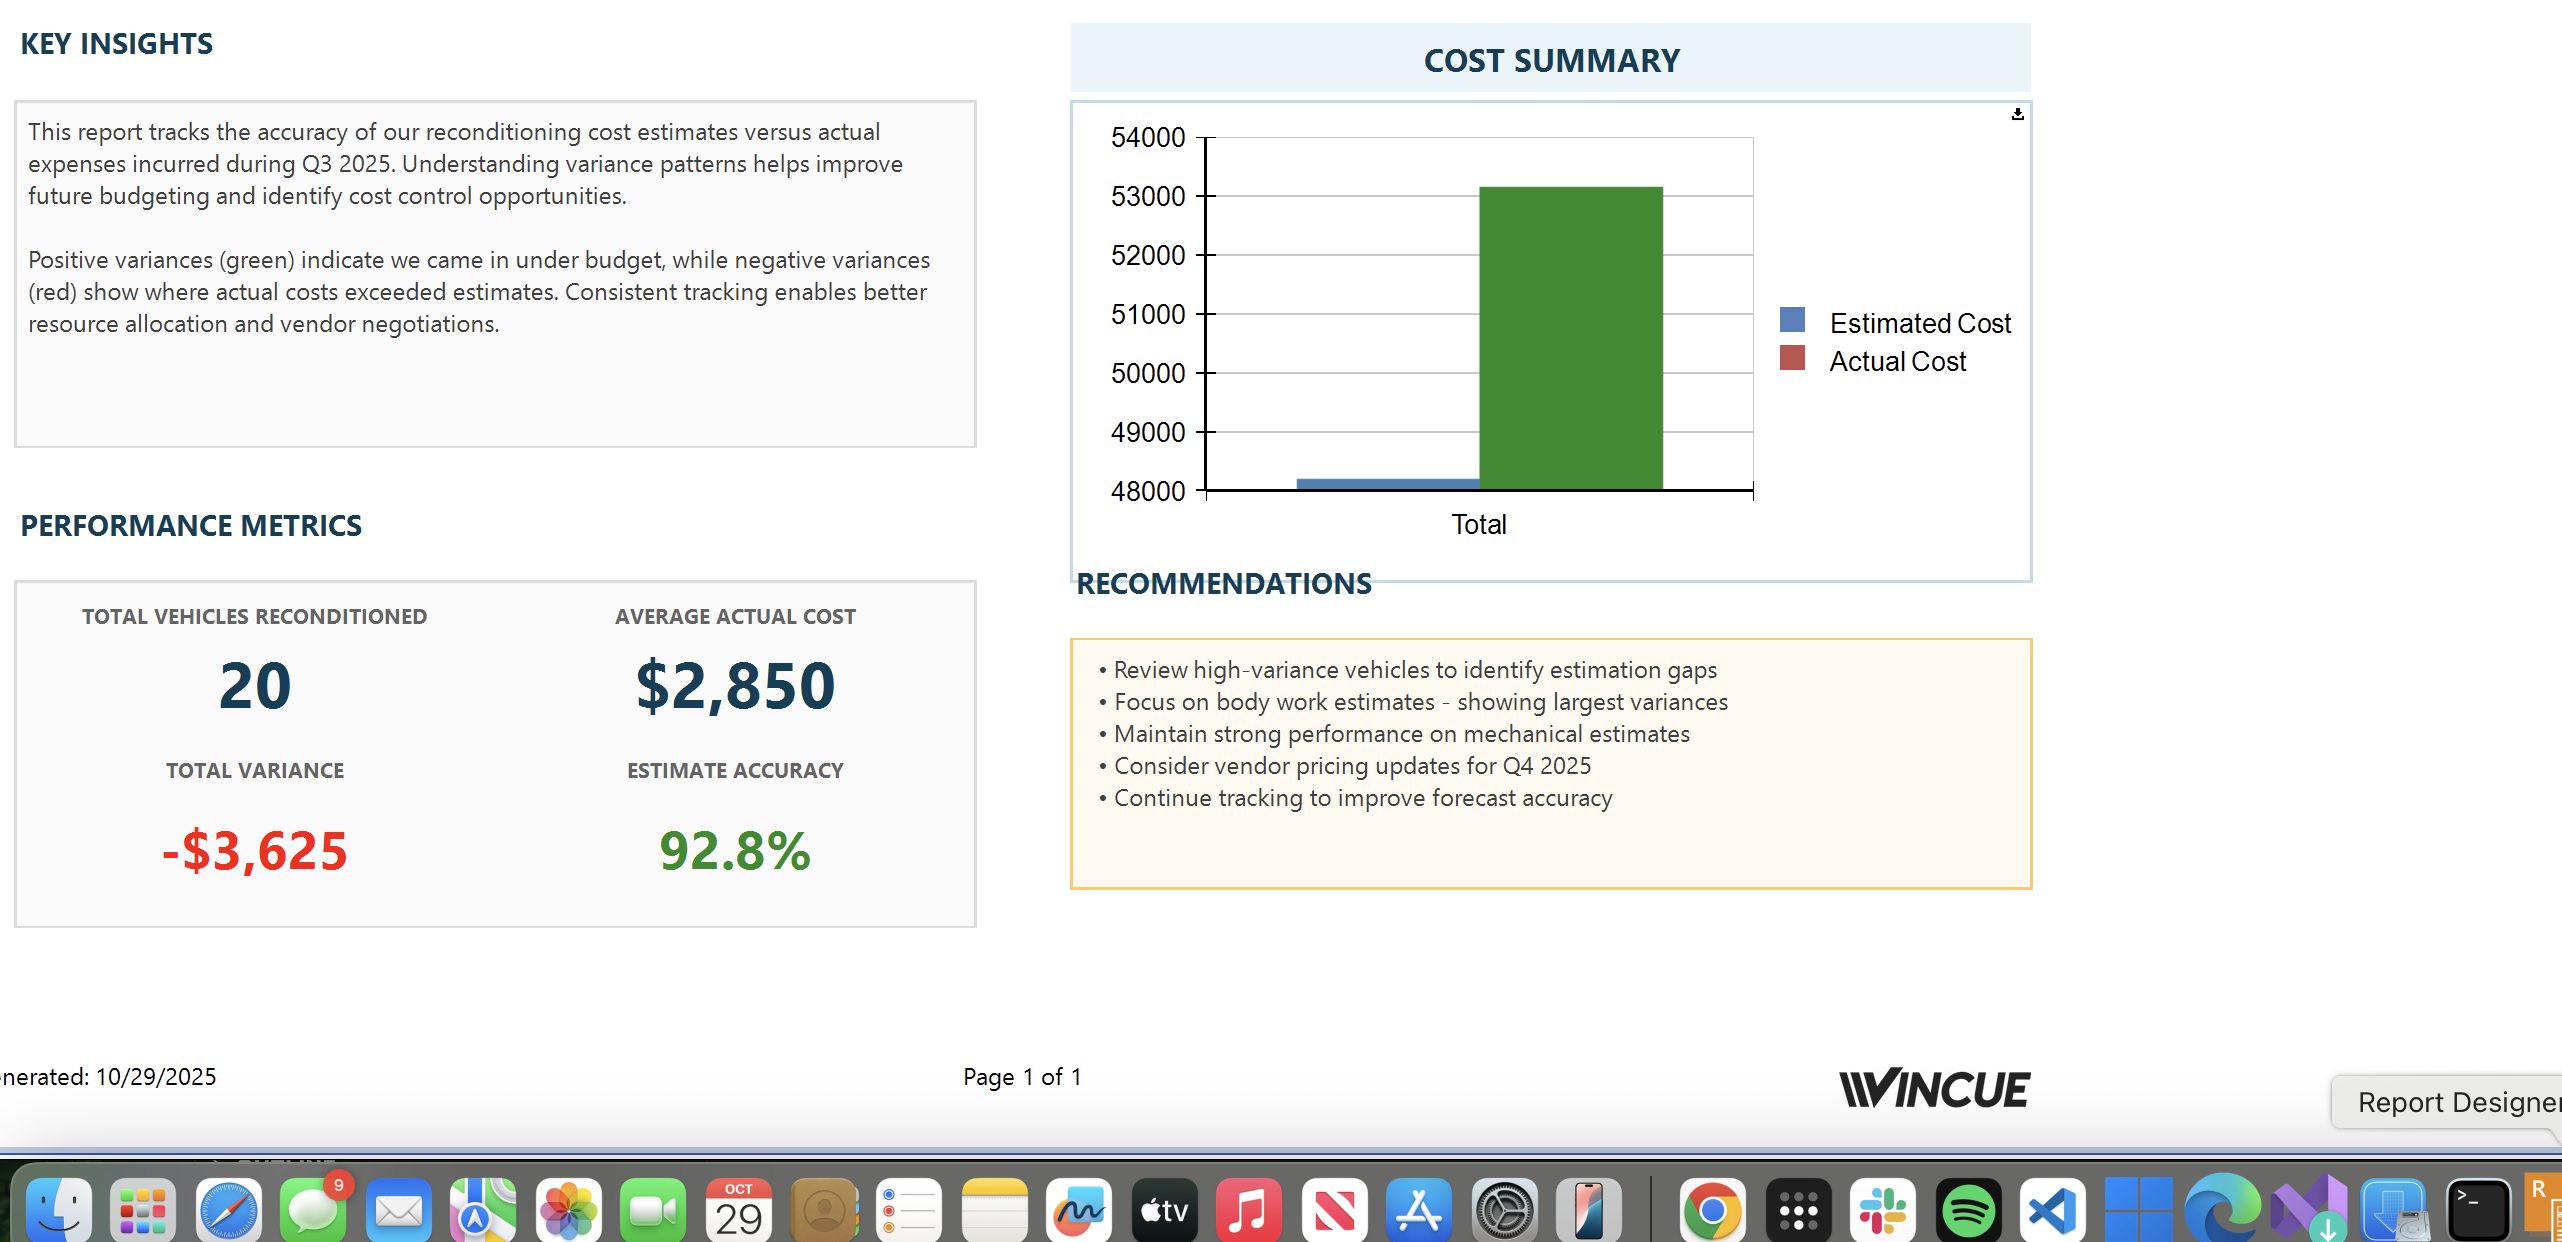 KEY INSIGHTS
This report tracks the accuracy of our reconditioning cost estimates versus actual
expenses incurred during Q3 2025. Understanding variance patterns helps improve
future budgeting and identify cost control opportunities.
Positive variances (green) indicate we came in under budget, while negative variances
(red) show where actual costs exceeded estimates. Consistent tracking enables better
resource allocation and vendor negotiations.
PERFORMANCE METRICS
TOTAL VEHICLES RECONDITIONED
20
AVERAGE ACTUAL COST
$2,850
TOTAL VARIANCE
-$3,625
ESTIMATE ACCURACY
92.8%
COST SUMMARY
54000
53000
52000
51000
50000
49000
48000
Total
Estimated Cost
Actual Cost
RECOMMENDATIONS
• Review high-variance vehicles to identify estimation gaps
• Focus on body work estimates - showing largest variances
• Maintain strong performance on mechanical estimates
• Consider vendor pricing updates for Q4 2025
• Continue tracking to improve forecast accuracy
nerated: 10/29/2025
Page 1 of 1
WINCUE
Report Designer
9
OCT
29
tv
>_
R